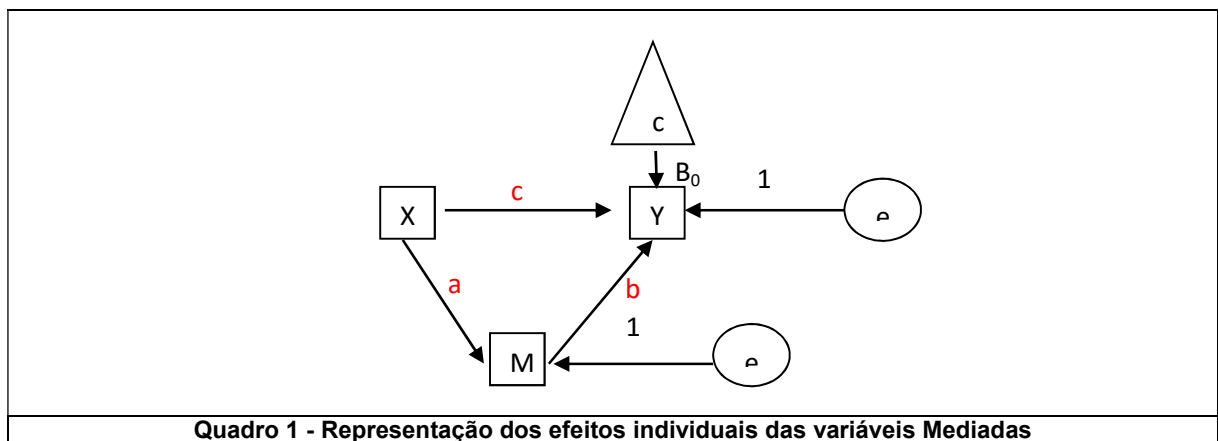 c
B₀
1
c
X
Y
e
a
b
1
M
e
Quadro 1 - Representação dos efeitos individuais das variáveis Mediadas